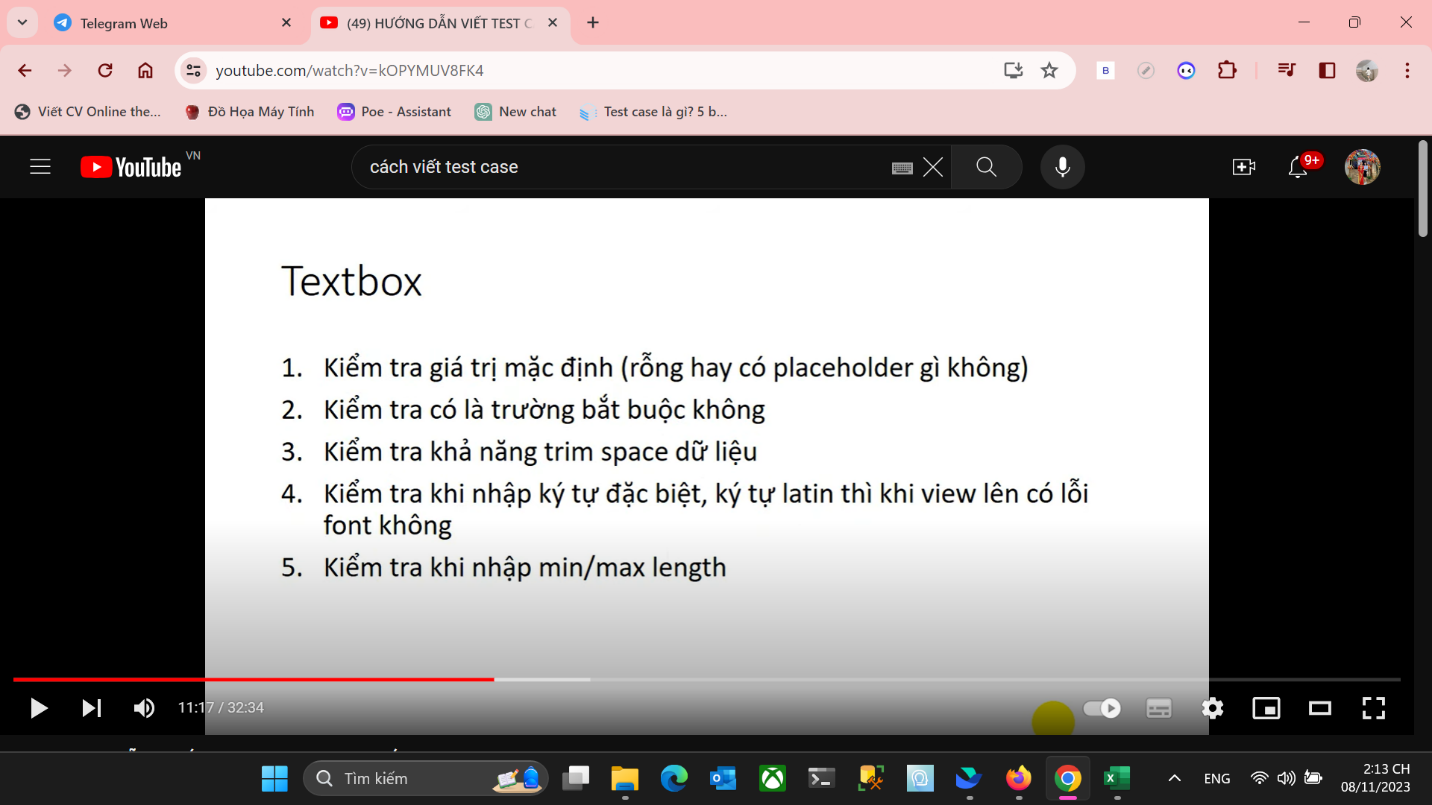 Telegram Web
(49) HƯỚNG DẪN VIẾT TEST C
youtube.com/watch?v=kOPYMUV8FK4
B
Viết CV Online the...
Đồ Họa Máy Tính
Poe - Assistant
New chat
Test case là gì? 5 b...
YouTube VN
cách viết test case
9+
Textbox
1. Kiểm tra giá trị mặc định (rỗng hay có placeholder gì không)
2. Kiểm tra có là trường bắt buộc không
3. Kiểm tra khả năng trim space dữ liệu
4. Kiểm tra khi nhập ký tự đặc biệt, ký tự latin thì khi view lên có lỗi
font không
5. Kiểm tra khi nhập min/max length
11:17 / 32:34
Tìm kiếm
ENG
2:13 CH
08/11/2023